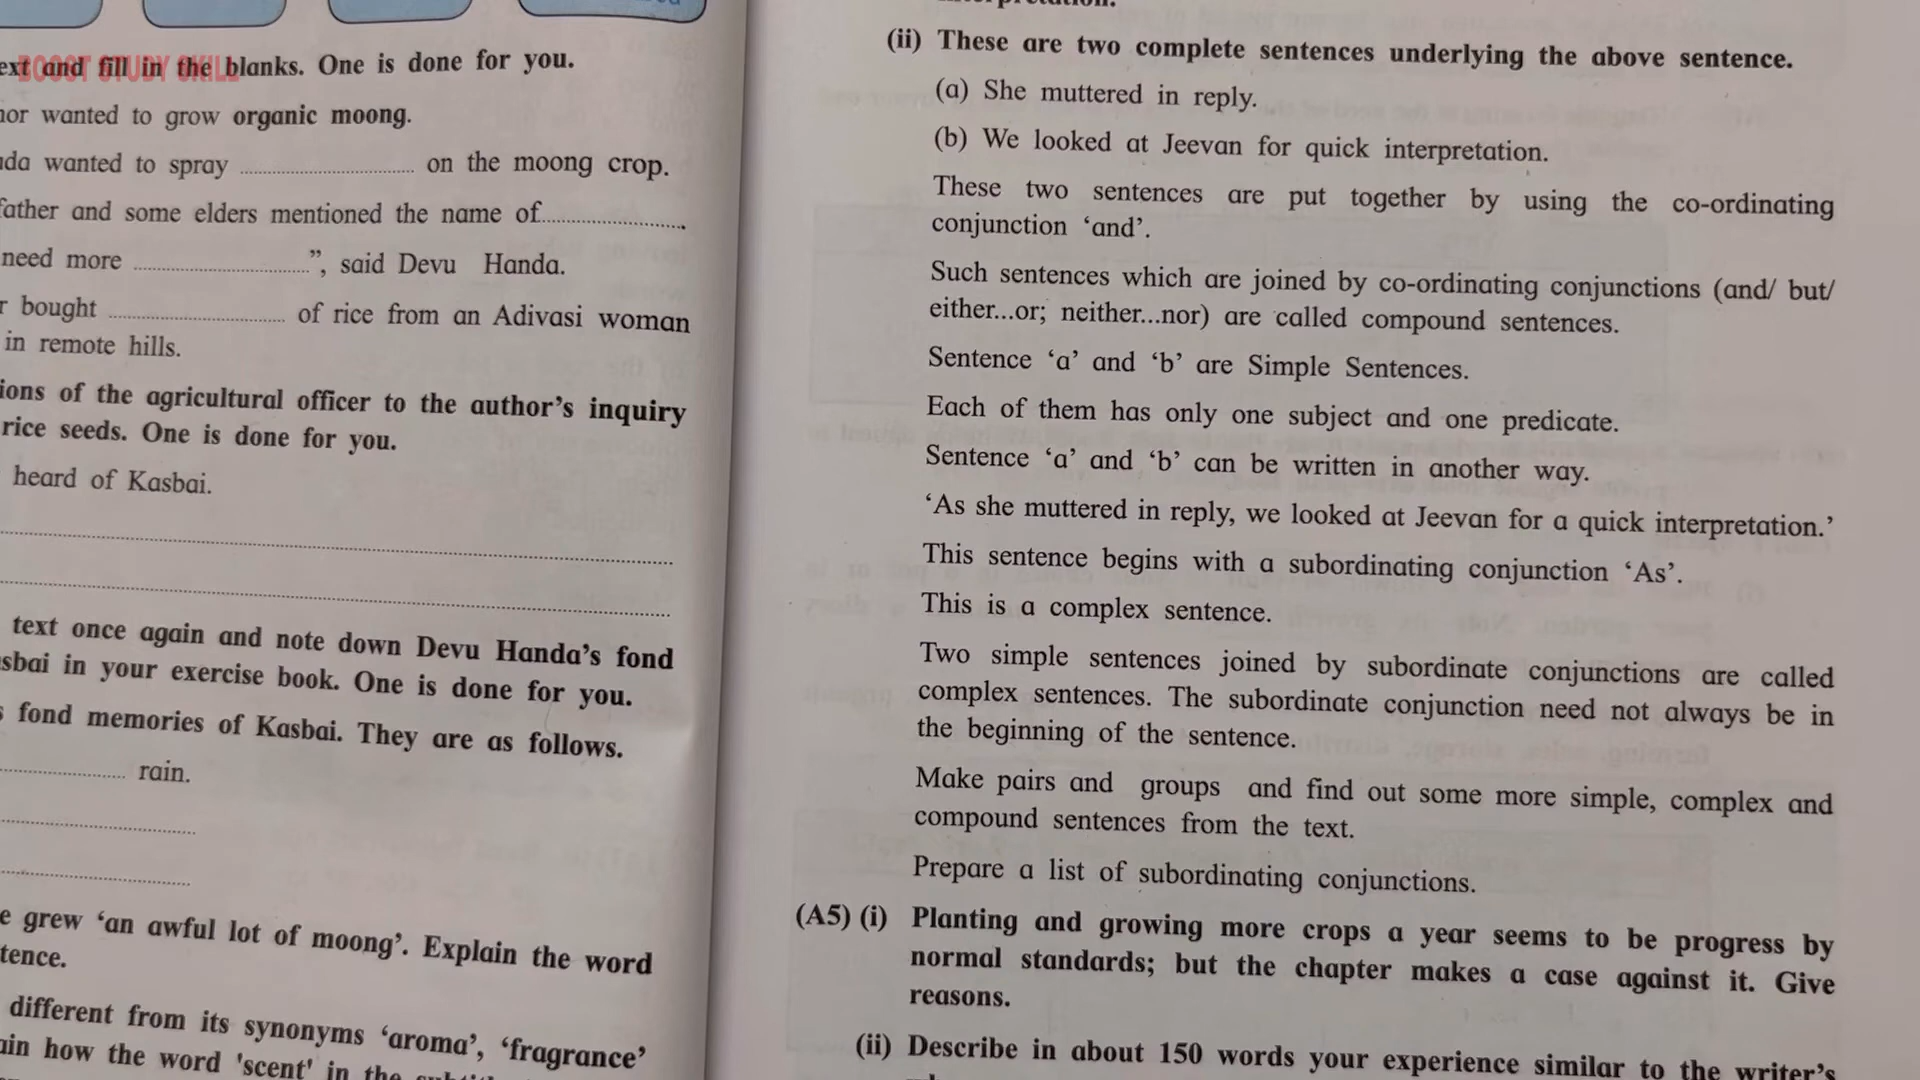 ext and fill in the blanks. One is done for you.
BOOST STUDY SKILL
nor wanted to grow organic moong.
da wanted to spray .............................. on the moong crop.
father and some elders mentioned the name of..............................
need more ..............................”, said Devu Handa.
r bought .............................. of rice from an Adivasi woman
in remote hills.
ions of the agricultural officer to the author’s inquiry
rice seeds. One is done for you.
heard of Kasbai.
text once again and note down Devu Handa’s fond
sbai in your exercise book. One is done for you.
s fond memories of Kasbai. They are as follows.
.............................. rain.
e grew ‘an awful lot of moong’. Explain the word
tence.
different from its synonyms ‘aroma’, ‘fragrance’
ain how the word 'scent' in the
(ii) These are two complete sentences underlying the above sentence.
(a) She muttered in reply.
(b) We looked at Jeevan for quick interpretation.
These two sentences are put together by using the co-ordinating
conjunction ‘and’.
Such sentences which are joined by co-ordinating conjunctions (and/ but/
either...or; neither...nor) are called compound sentences.
Sentence ‘a’ and ‘b’ are Simple Sentences.
Each of them has only one subject and one predicate.
Sentence ‘a’ and ‘b’ can be written in another way.
‘As she muttered in reply, we looked at Jeevan for a quick interpretation.’
This sentence begins with a subordinating conjunction ‘As’.
This is a complex sentence.
Two simple sentences joined by subordinate conjunctions are called
complex sentences. The subordinate conjunction need not always be in
the beginning of the sentence.
Make pairs and groups and find out some more simple, complex and
compound sentences from the text.
Prepare a list of subordinating conjunctions.
(A5) (i) Planting and growing more crops a year seems to be progress by
normal standards; but the chapter makes a case against it. Give
reasons.
(ii) Describe in about 150 words your experience similar to the writer’s